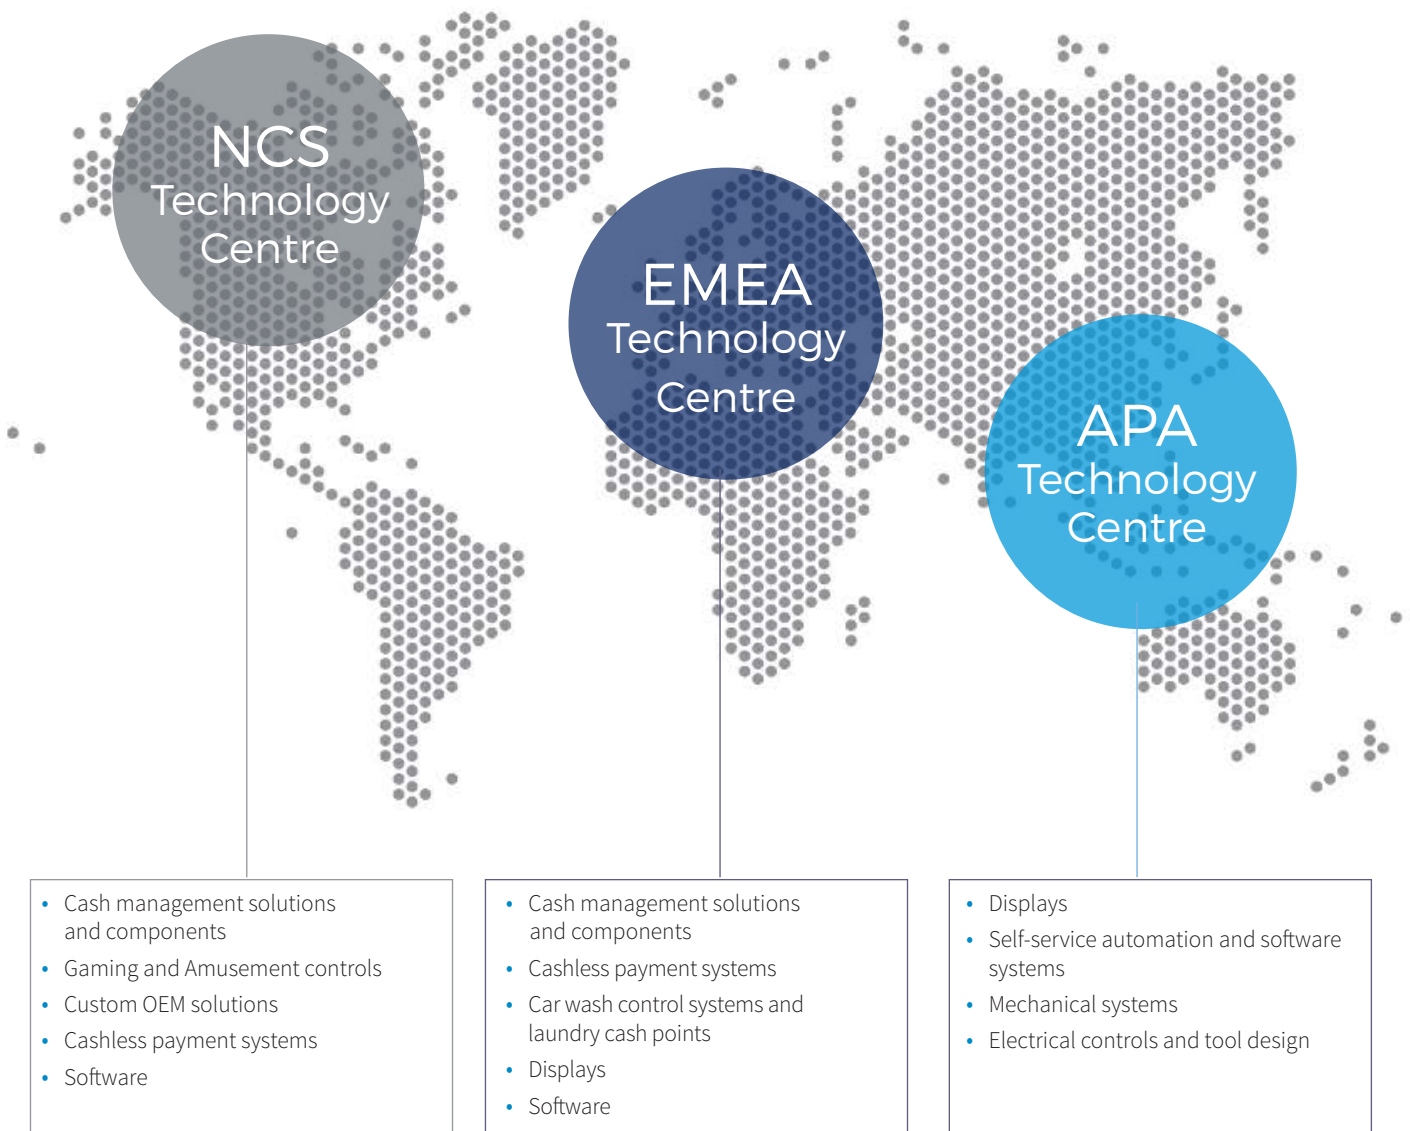 NCS
Technology
Centre
EMEA
Technology
Centre
APA
Technology
Centre
• Cash management solutions
and components
• Gaming and Amusement controls
• Custom OEM solutions
• Cashless payment systems
• Software
• Cash management solutions
and components
• Cashless payment systems
• Car wash control systems and
laundry cash points
• Displays
• Software
• Displays
• Self-service automation and software
systems
• Mechanical systems
• Electrical controls and tool design